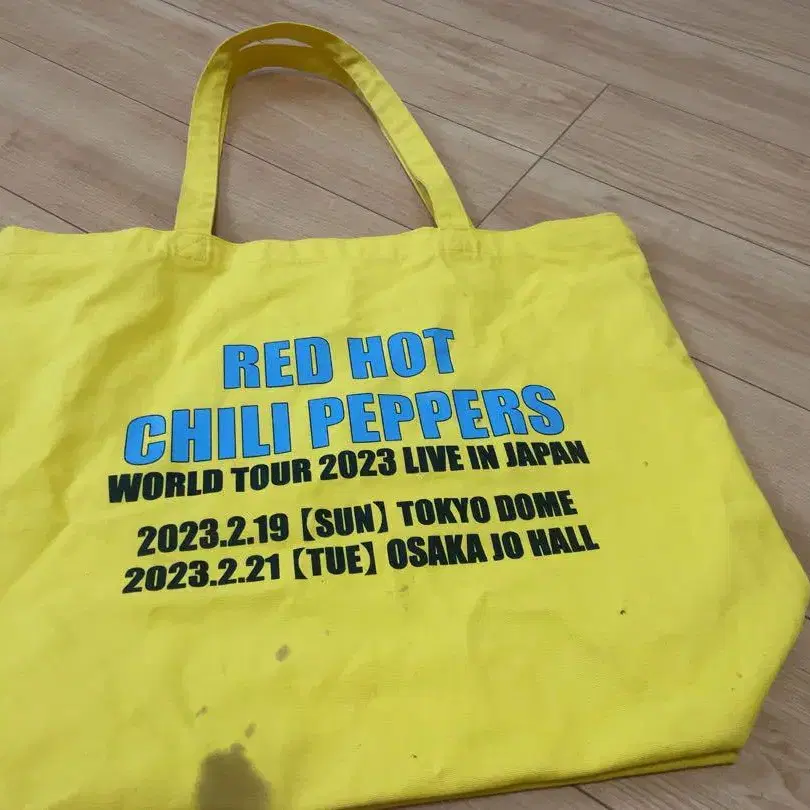 RED HOT
CHILI PEPPERS
WORLD TOUR 2023 LIVE IN JAPAN
2023.2.19【SUN】TOKYO DOME
2023.2.21【TUE】OSAKA JO HALL